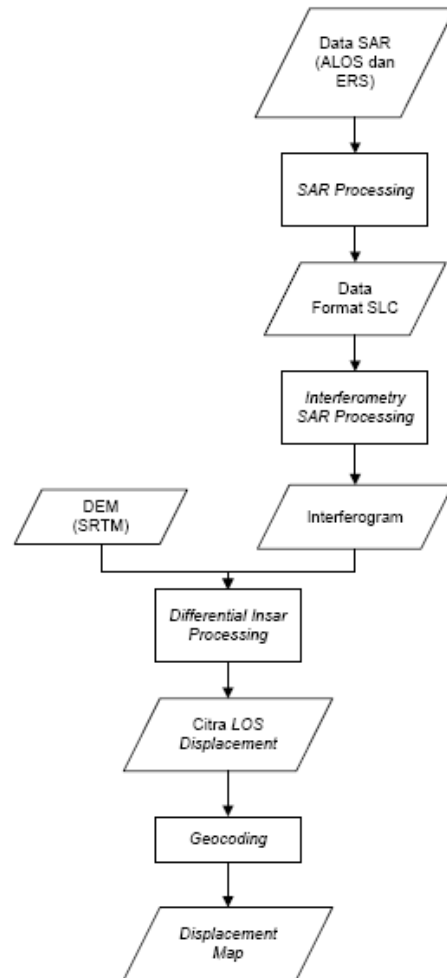 Data SAR
(ALOS dan
ERS)
SAR Processing
Data
Format SLC
Interferometry
SAR Processing
DEM
(SRTM)
Interferogram
Differential Insar
Processing
Citra LOS
Displacement
Geocoding
Displacement
Map